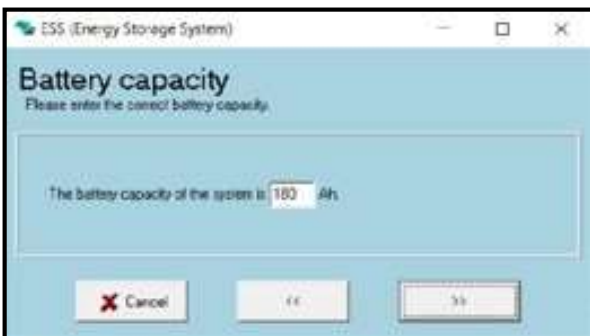 ESS (Energy Storage System)
Battery capacity
Please enter the correct battery capacity.
The battery capacity of the system is 180 Ah.
Cancel
<<
>>